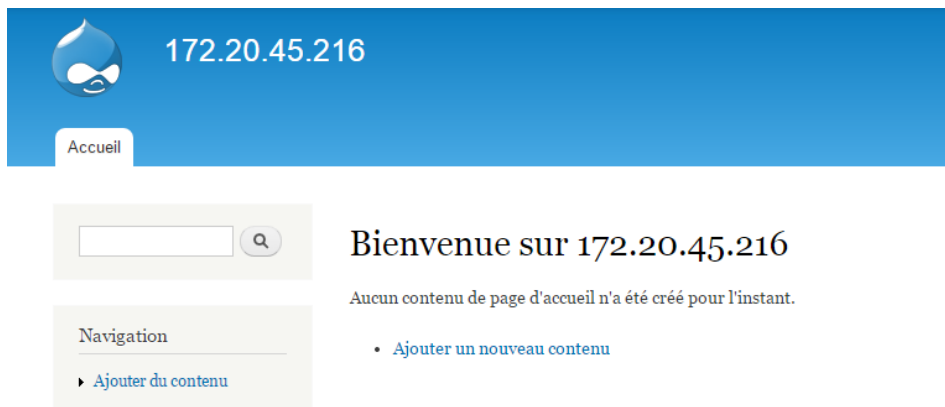 172.20.45.216
Accueil
Bienvenue sur 172.20.45.216
Aucun contenu de page d'accueil n'a été créé pour l'instant.
Navigation
Ajouter un nouveau contenu
Ajouter du contenu